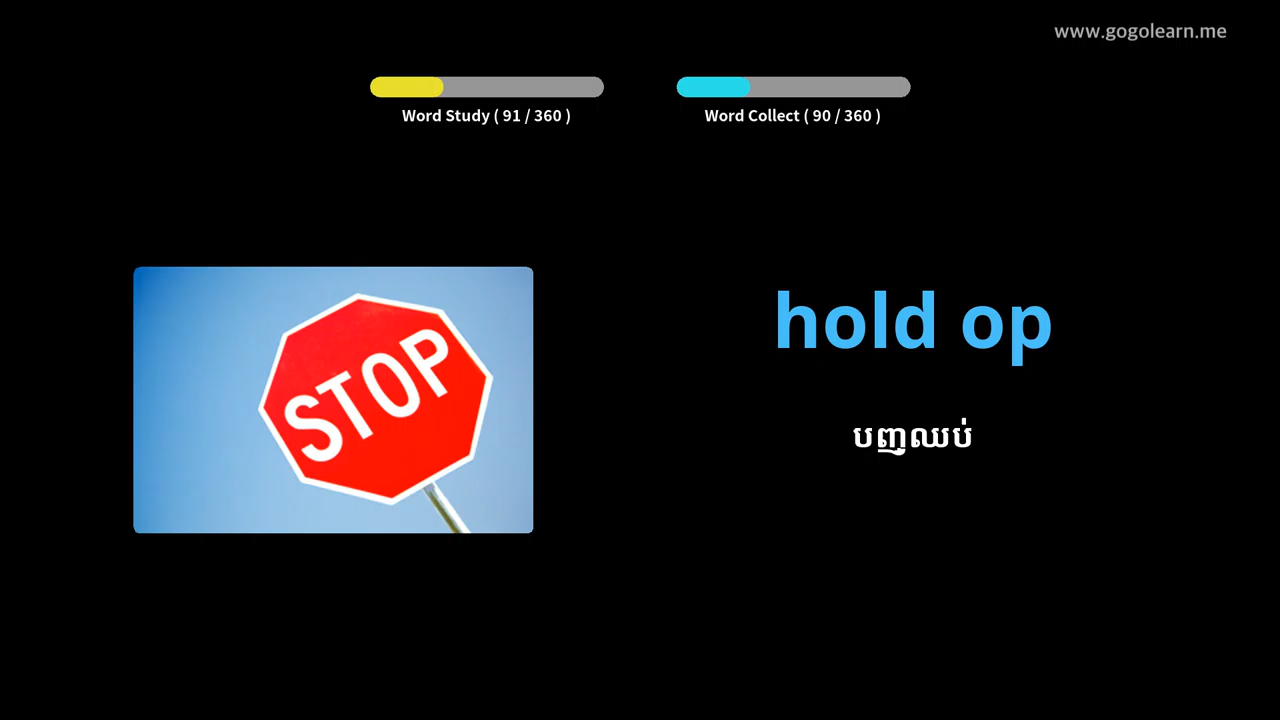 www.gogolearn.me
Word Study ( 91 / 360 )
Word Collect ( 90 / 360 )
STOP
hold op
បញ្ឈប់